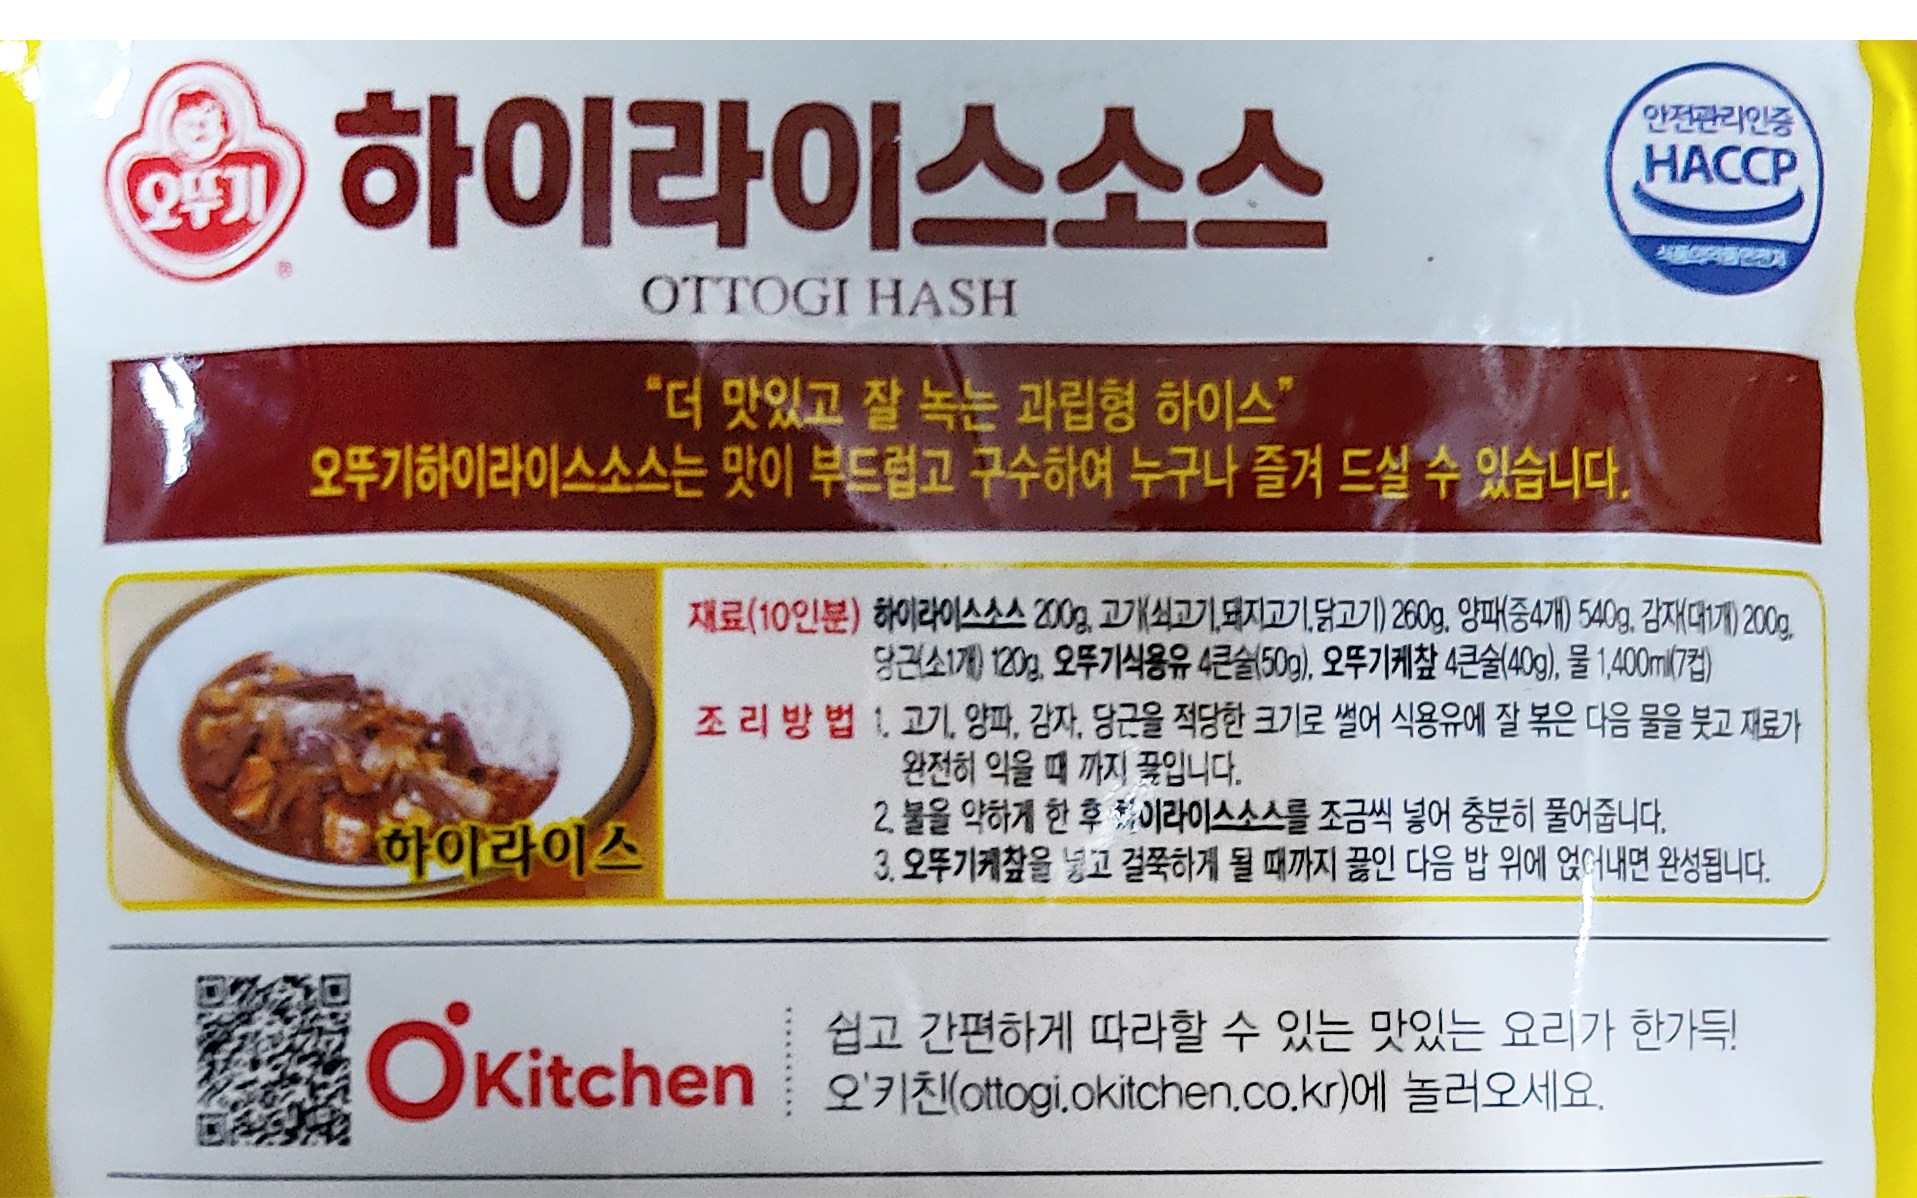 오뚜기
®
하이라이스소스
OTTOGI HASH
안전관리인증
HACCP
식품의약품안전처
“더 맛있고 잘 녹는 과립형 하이스”
오뚜기하이라이스소스는 맛이 부드럽고 구수하여 누구나 즐겨 드실 수 있습니다.
하이라이스
재료(10인분) 하이라이스소스 200g, 고기(쇠고기,돼지고기,닭고기) 260g, 양파(중4개) 540g, 감자(대1개) 200g,
당근(소1개) 120g, 오뚜기식용유 4큰술(50g), 오뚜기케챂 4큰술(40g), 물 1,400ml(7컵)
조리방법 1. 고기, 양파, 감자, 당근을 적당한 크기로 썰어 식용유에 잘 볶은 다음 물을 붓고 재료가
완전히 익을 때 까지 끓입니다.
2. 불을 약하게 한 후 하이라이스소스를 조금씩 넣어 충분히 풀어줍니다.
3. 오뚜기케챂을 넣고 걸쭉하게 될 때까지 끓인 다음 밥 위에 얹어내면 완성됩니다.
O'Kitchen
쉽고 간편하게 따라할 수 있는 맛있는 요리가 한가득!
오'키친(ottogi.okitchen.co.kr)에 놀러오세요.